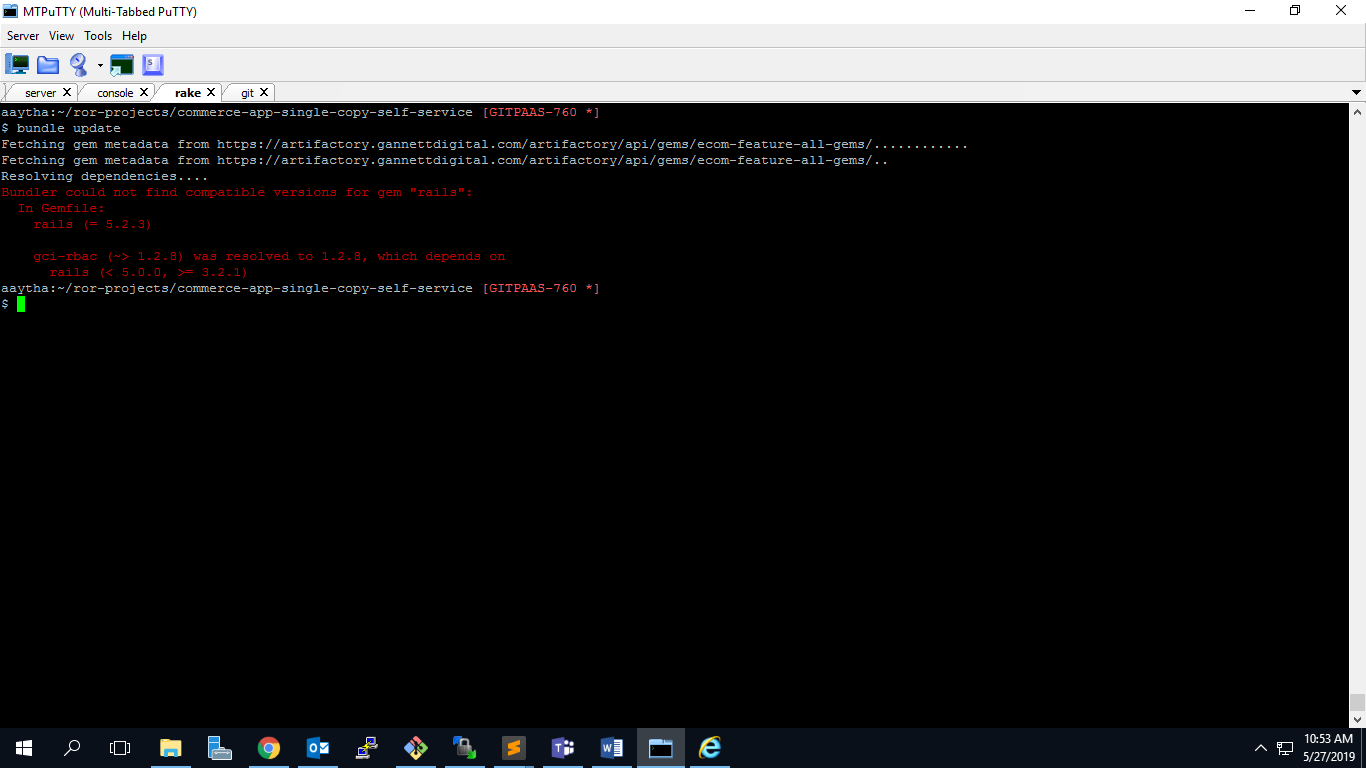 MTPuTTY (Multi-Tabbed PuTTY)
Server View Tools Help
server console rake git
aaytha:~/ror-projects/commerce-app-single-copy-self-service [GITPAAS-760 *]
$ bundle update
Fetching gem metadata from https://artifactory.gannettdigital.com/artifactory/api/gems/ecom-feature-all-gems/............
Fetching gem metadata from https://artifactory.gannettdigital.com/artifactory/api/gems/ecom-feature-all-gems/..
Resolving dependencies....
Bundler could not find compatible versions for gem "rails":
In Gemfile:
rails (= 5.2.3)
gci-rbac (~> 1.2.8) was resolved to 1.2.8, which depends on
rails (< 5.0.0, >= 3.2.1)
aaytha:~/ror-projects/commerce-app-single-copy-self-service [GITPAAS-760 *]
$
10:53 AM
5/27/2019